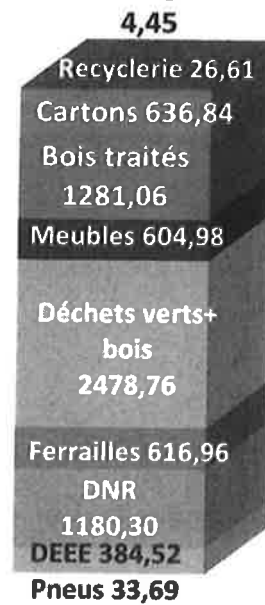 4,45
Recyclerie 26,61
Cartons 636,84
Bois traités
1281,06
Meubles 604,98
Déchets verts+
bois
2478,76
Ferrailles 616,96
DNR
1180,30
DEEE 384,52
Pneus 33,69